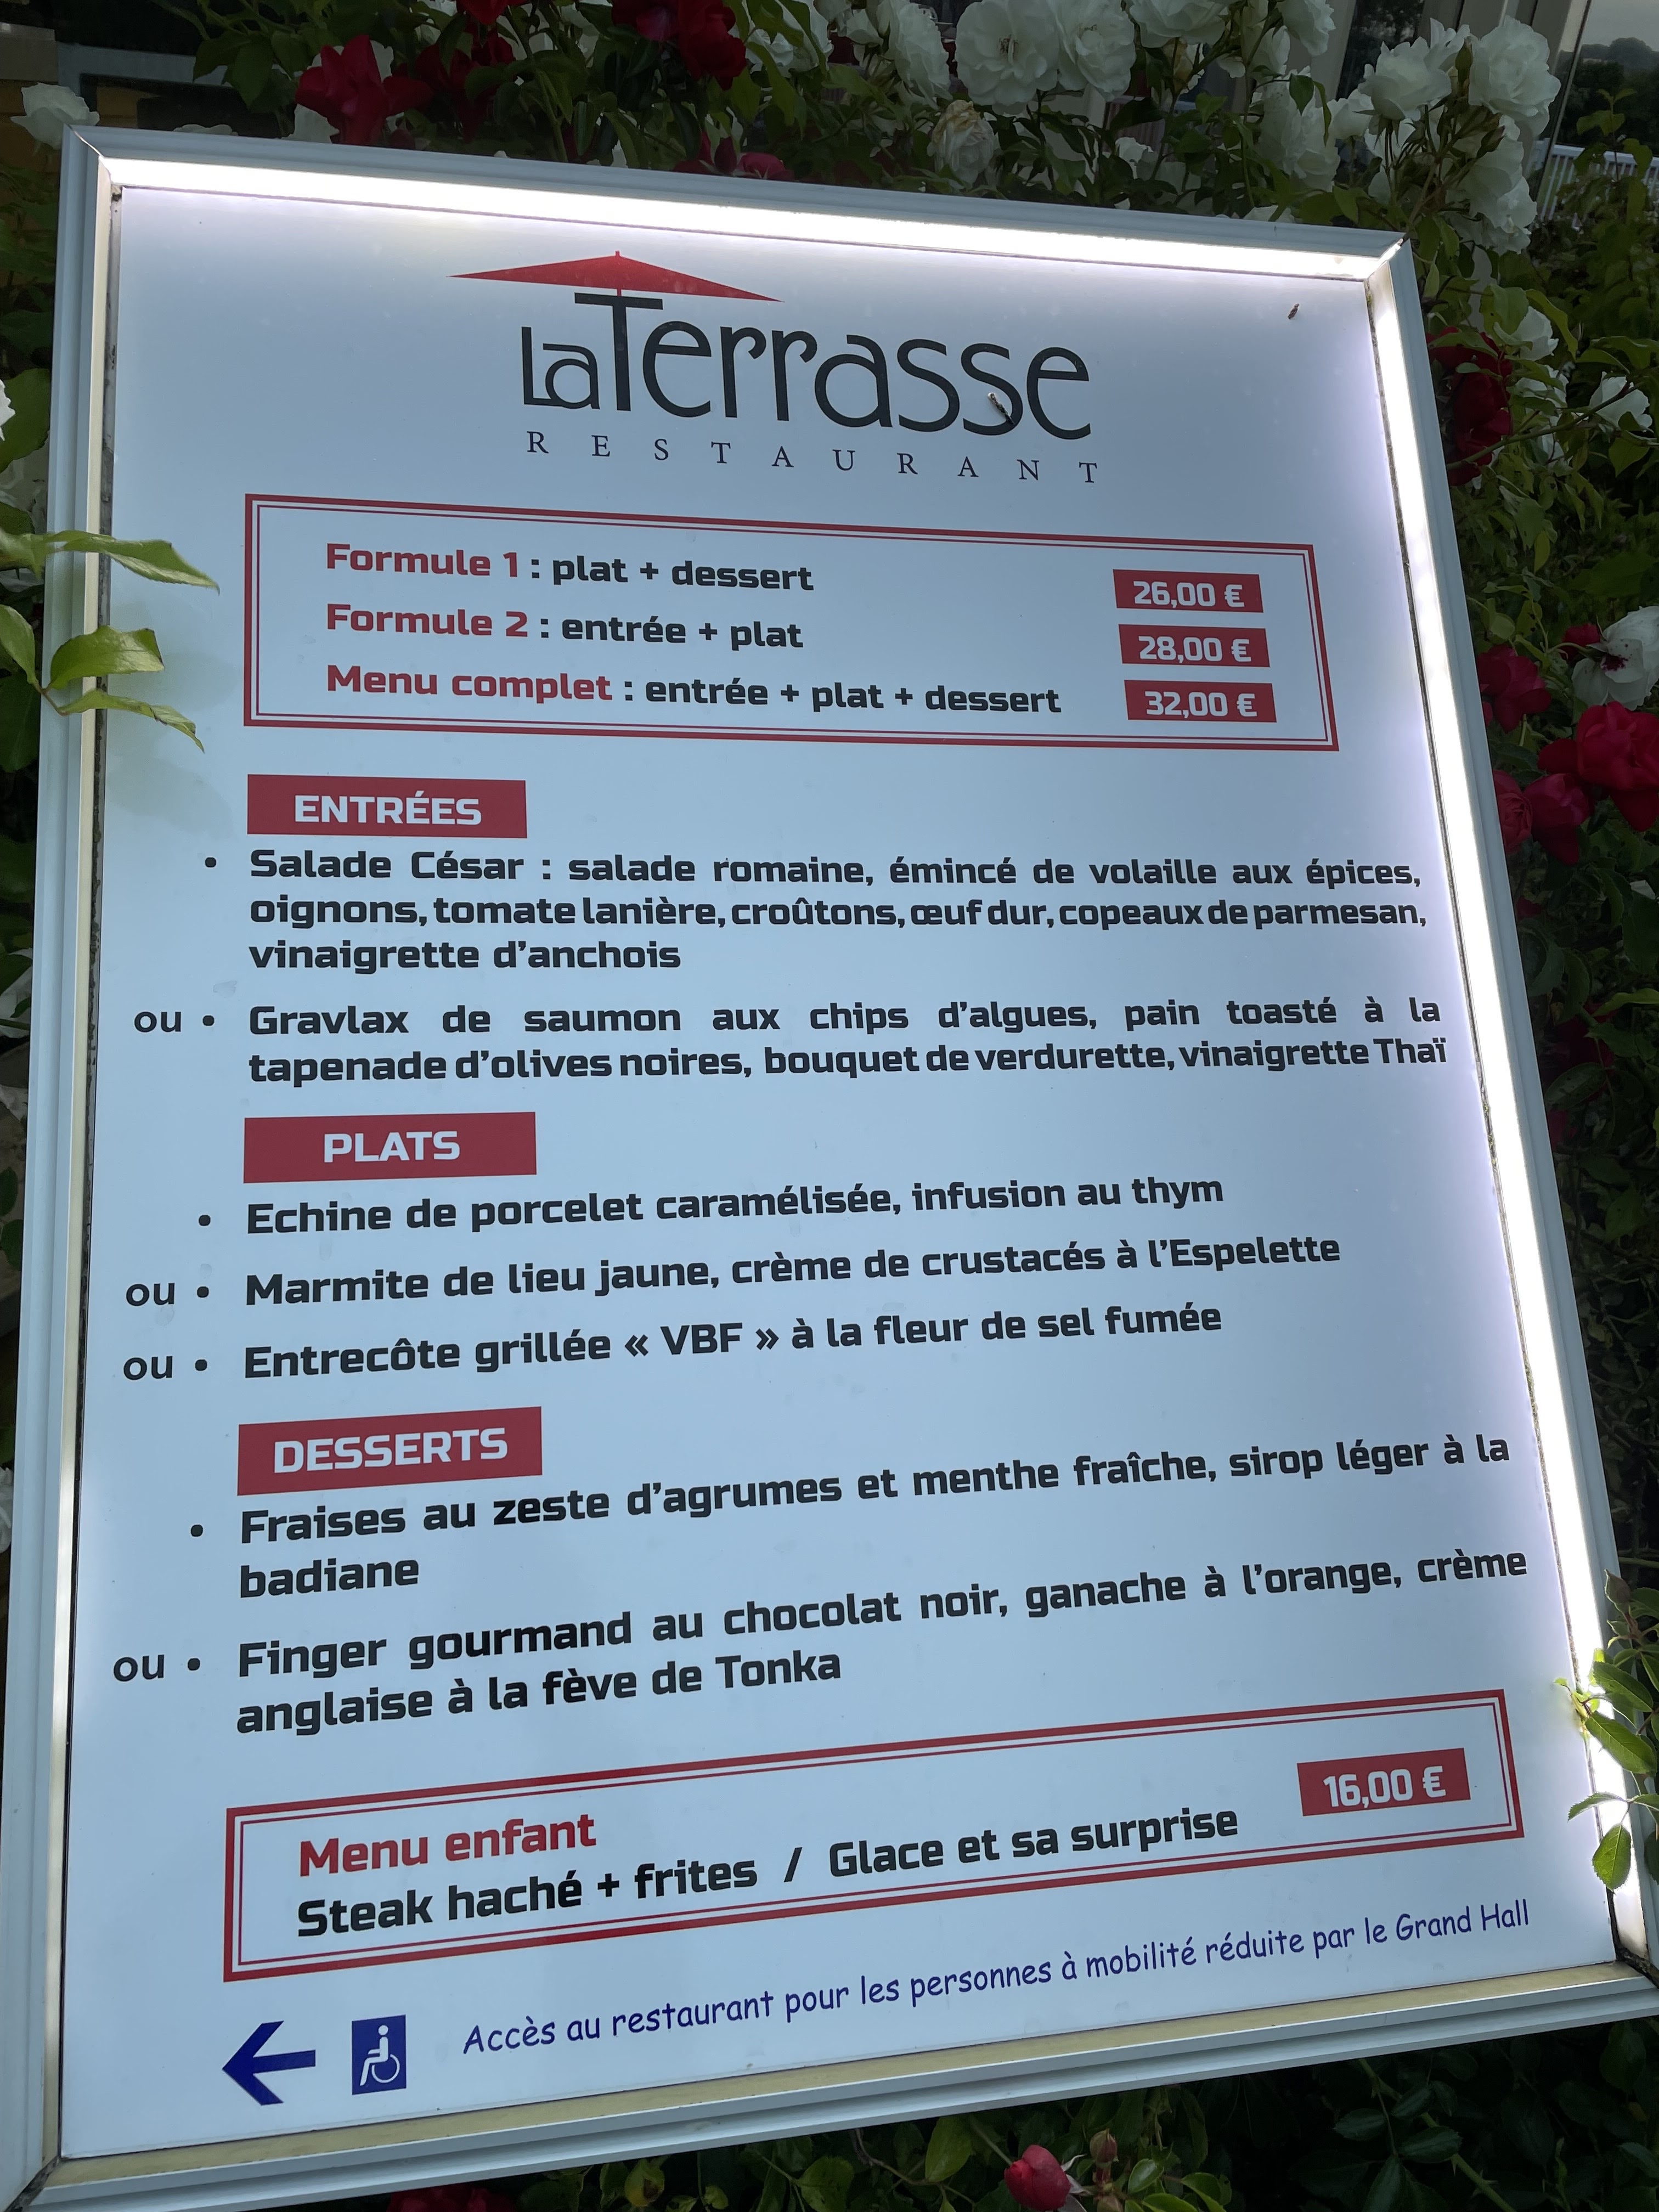 La Terrasse
RESTAURANT
Formule 1 : plat + dessert 26,00 €
Formule 2 : entrée + plat 28,00 €
Menu complet : entrée + plat + dessert 32,00 €
ENTRÉES
• Salade César : salade romaine, émincé de volaille aux épices,
oignons, tomate lanière, croûtons, œuf dur, copeaux de parmesan,
vinaigrette d'anchois
ou • Gravlax de saumon aux chips d'algues, pain toasté à la
tapenade d'olives noires, bouquet de verdurette, vinaigrette Thaï
PLATS
• Echine de porcelet caramélisée, infusion au thym
ou • Marmite de lieu jaune, crème de crustacés à l'Espelette
ou • Entrecôte grillée « VBF » à la fleur de sel fumée
DESSERTS
• Fraises au zeste d'agrumes et menthe fraîche, sirop léger à la
badiane
ou • Finger gourmand au chocolat noir, ganache à l'orange, crème
anglaise à la fève de Tonka
Menu enfant 16,00 €
Steak haché + frites / Glace et sa surprise
Accès au restaurant pour les personnes à mobilité réduite par le Grand Hall